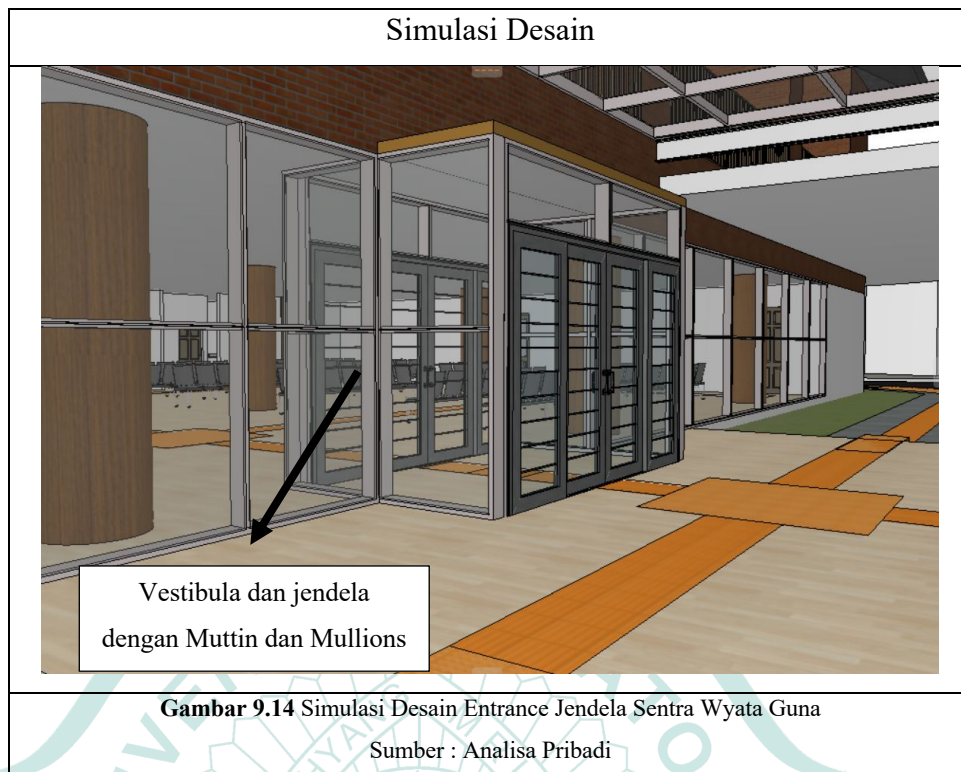 Simulasi Desain
Vestibula dan jendela
dengan Muttin dan Mullions
Gambar 9.14 Simulasi Desain Entrance Jendela Sentra Wyata Guna
Sumber : Analisa Pribadi